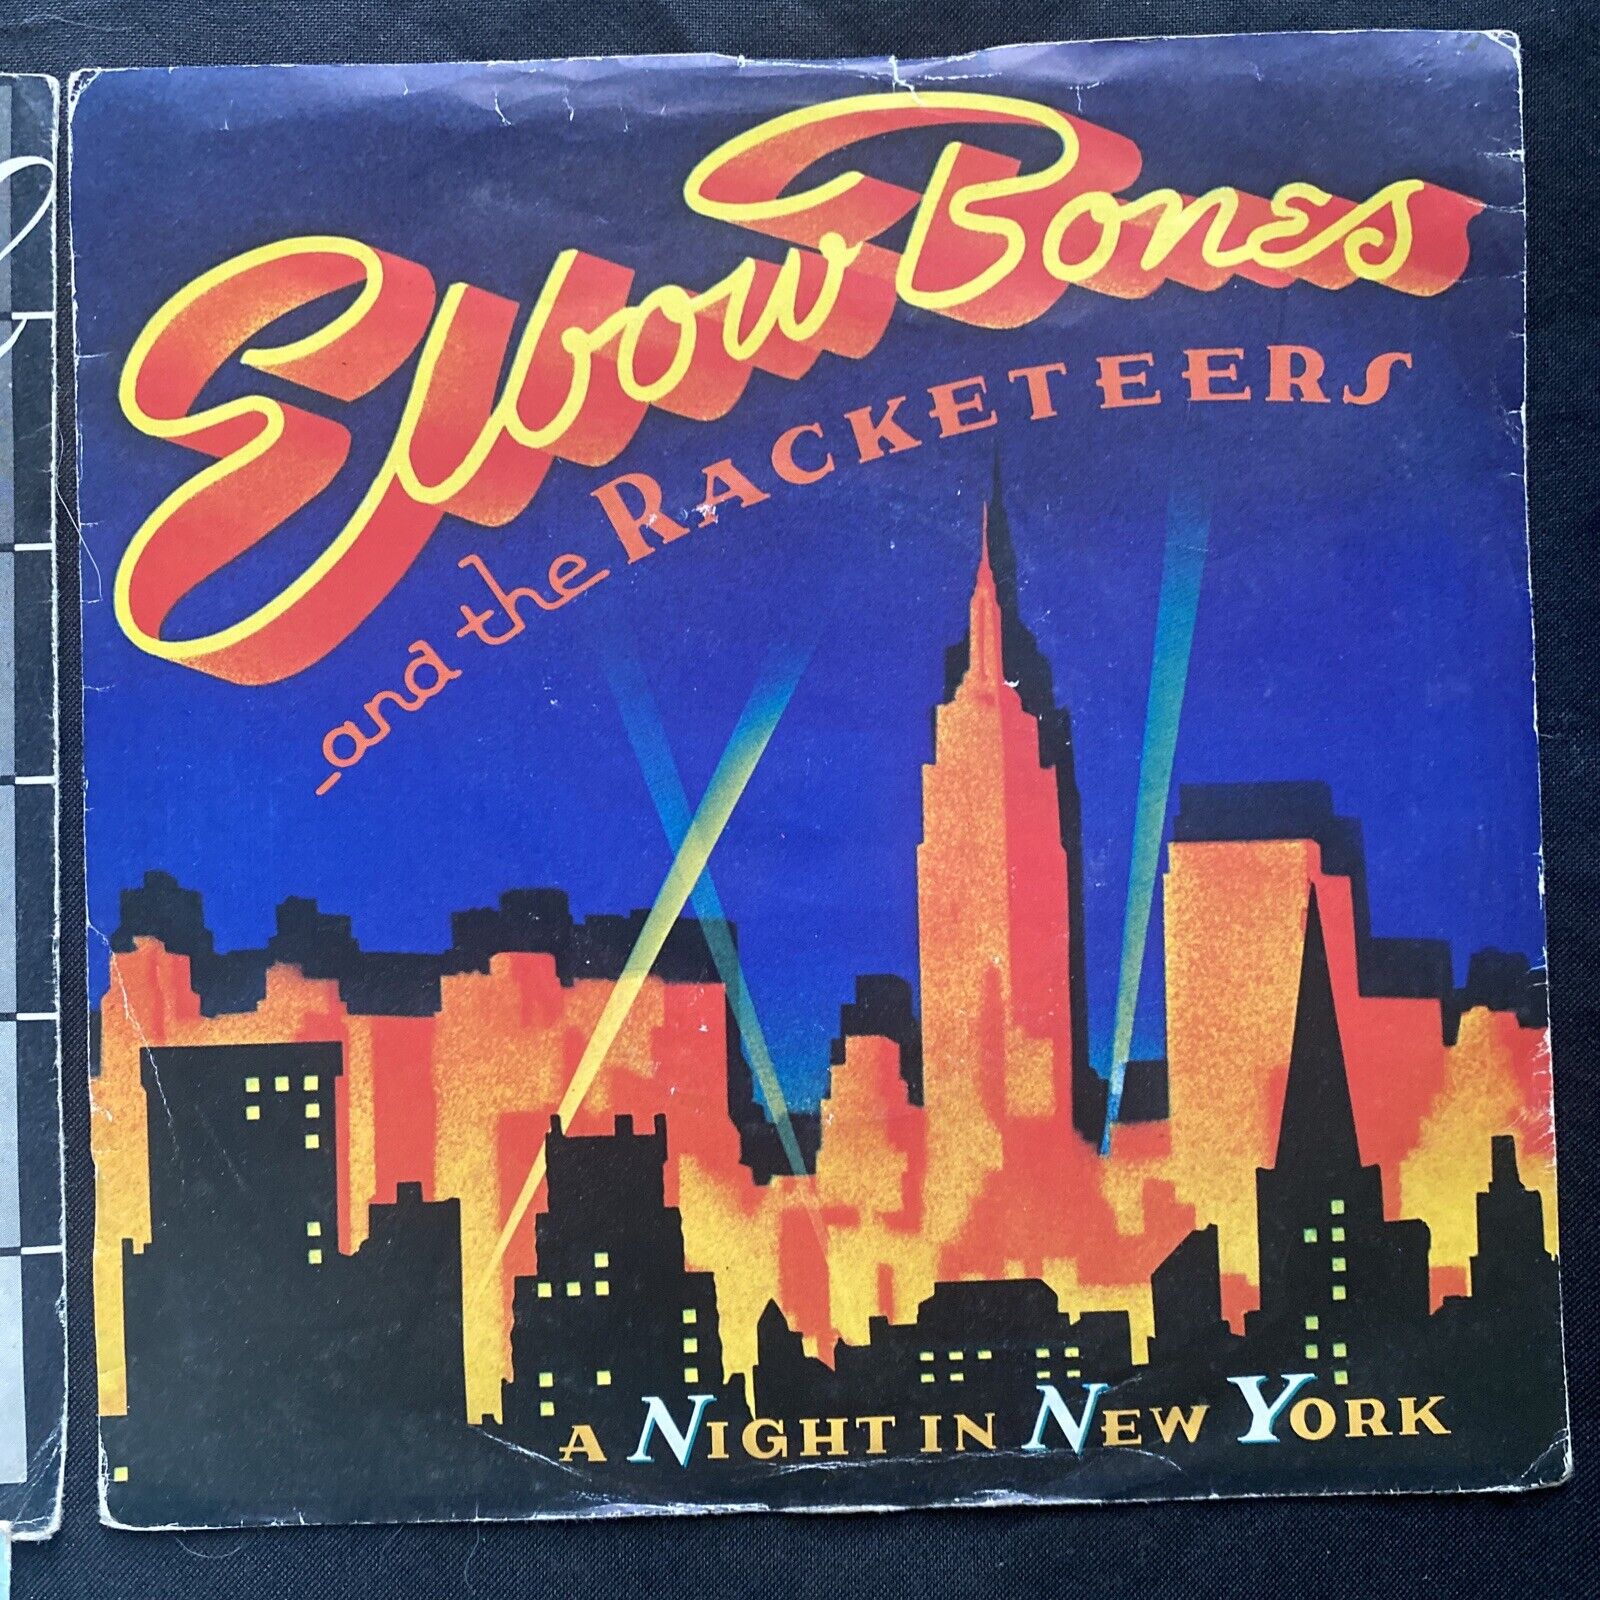 Elbow Bones
and the RACKETEERS
A NIGHT IN NEW YORK